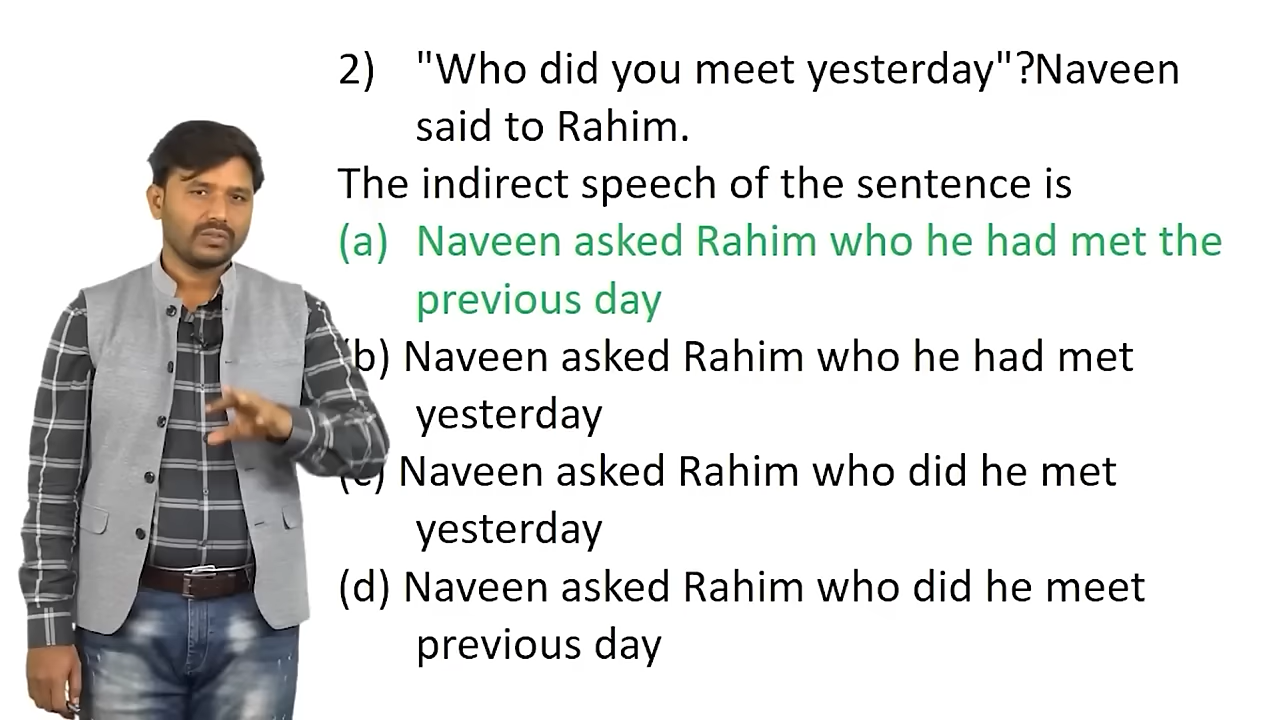 2) "Who did you meet yesterday"?Naveen
said to Rahim.
The indirect speech of the sentence is
(a) Naveen asked Rahim who he had met the
previous day
(b) Naveen asked Rahim who he had met
yesterday
(c) Naveen asked Rahim who did he met
yesterday
(d) Naveen asked Rahim who did he meet
previous day